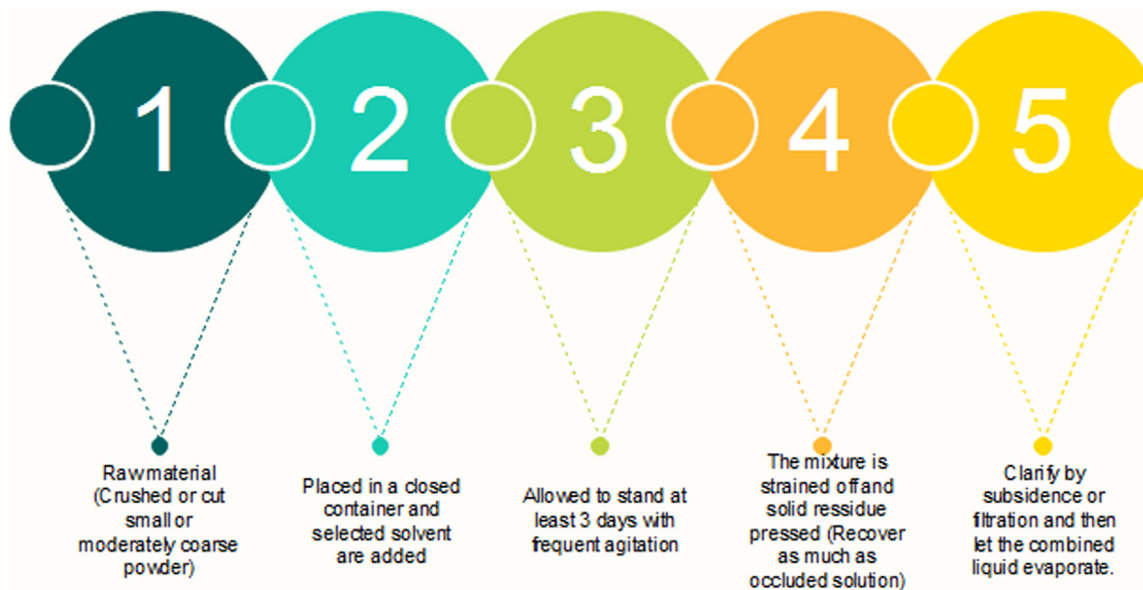 1
2
3
4
5
Raw material
(Crushed or cut
small or
moderately coarse
powder)
Placed in a closed
container and
selected solvent
are added
Allowed to stand at
least 3 days with
frequent agitation
The mixture is
strained off and
solid ressidue
pressed (Recover
as much as
occluded solution)
Clarify by
subsidence or
filtration and then
let the combined
liquid evaporate.